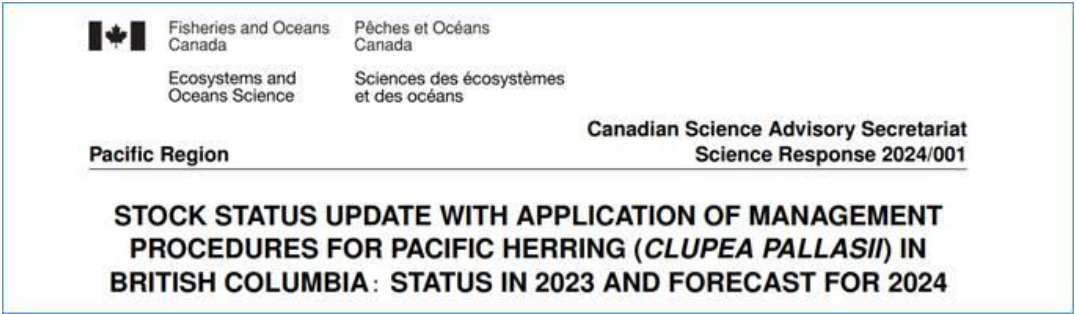 Fisheries and Oceans Pêches et Océans
Canada Canada
Ecosystems and Sciences des écosystèmes
Oceans Science et des océans
Canadian Science Advisory Secretariat
Pacific Region Science Response 2024/001
STOCK STATUS UPDATE WITH APPLICATION OF MANAGEMENT
PROCEDURES FOR PACIFIC HERRING (CLUPEA PALLASII) IN
BRITISH COLUMBIA: STATUS IN 2023 AND FORECAST FOR 2024